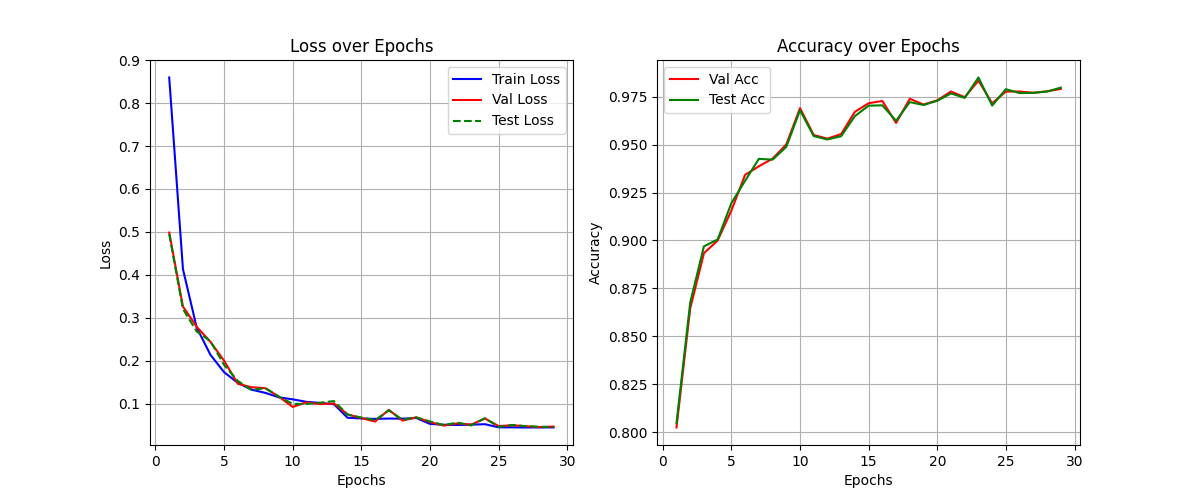 Loss over Epochs
0.9
0.8
0.7
0.6
0.5
0.4
0.3
0.2
0.1
Loss
0 5 10 15 20 25 30
Epochs
Train Loss
Val Loss
Test Loss
Accuracy over Epochs
0.975
0.950
0.925
0.900
0.875
0.850
0.825
0.800
Accuracy
0 5 10 15 20 25 30
Epochs
Val Acc
Test Acc